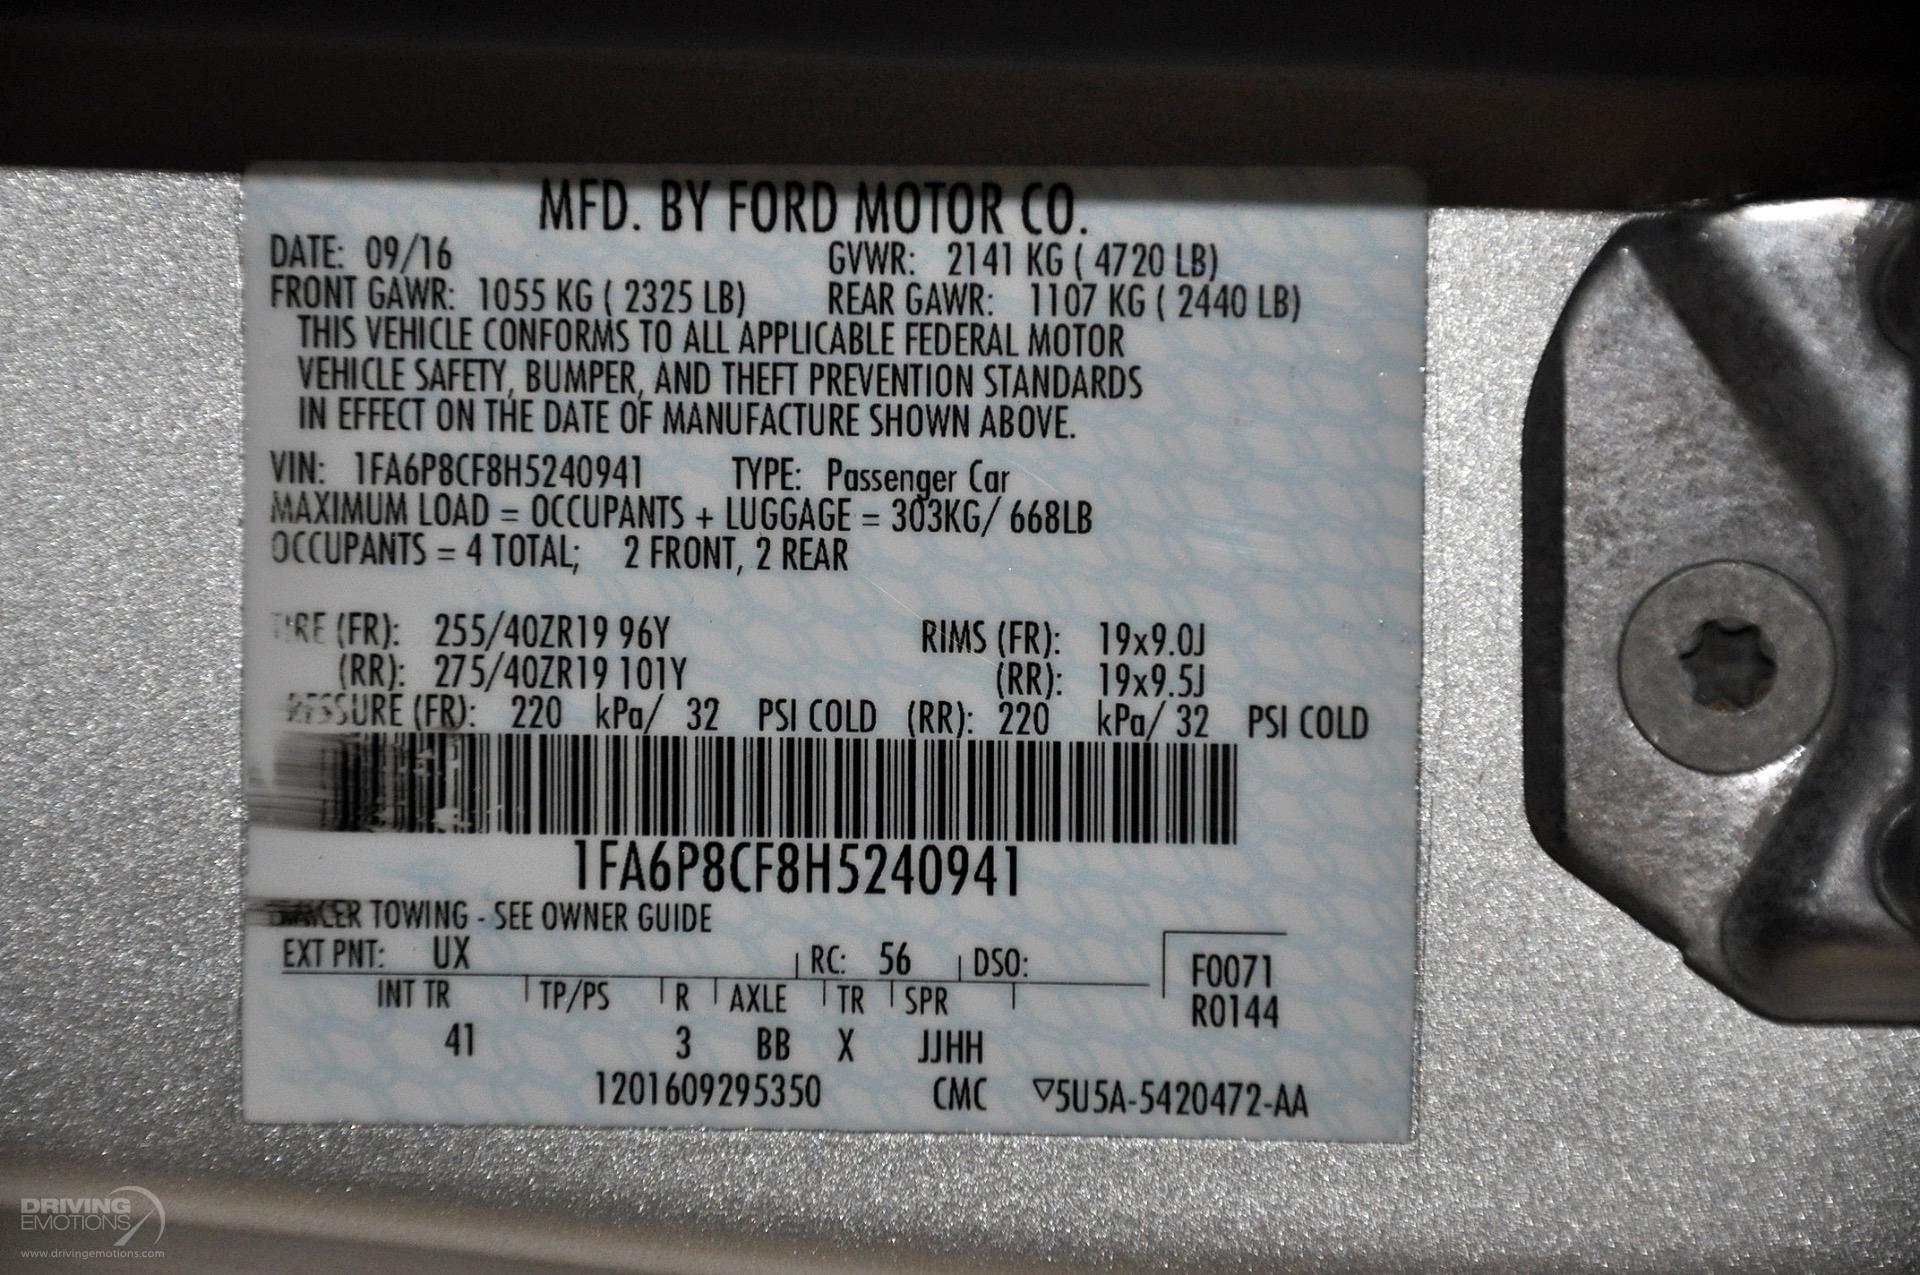 MFD. BY FORD MOTOR CO.
DATE: 09/16 GVWR: 2141 KG ( 4720 LB)
FRONT GAWR: 1055 KG ( 2325 LB) REAR GAWR: 1107 KG ( 2440 LB)
THIS VEHICLE CONFORMS TO ALL APPLICABLE FEDERAL MOTOR
VEHICLE SAFETY, BUMPER, AND THEFT PREVENTION STANDARDS
IN EFFECT ON THE DATE OF MANUFACTURE SHOWN ABOVE.
VIN: 1FA6P8CF8H5240941 TYPE: Passenger Car
MAXIMUM LOAD = OCCUPANTS + LUGGAGE = 303KG/ 668LB
OCCUPANTS = 4 TOTAL; 2 FRONT, 2 REAR
TIRE (FR): 255/40ZR19 96Y RIMS (FR): 19x9.0J
(RR): 275/40ZR19 101Y (RR): 19x9.5J
PRESSURE (FR): 220 kPa/ 32 PSI COLD (RR): 220 kPa/ 32 PSI COLD
1FA6P8CF8H5240941
TRAILER TOWING - SEE OWNER GUIDE
EXT PNT: UX RC: 56 DSO: F0071
INT TR TP/PS R AXLE TR SPR R0144
41 3 BB X JJHH
1201609295350 CMC ▽5U5A-5420472-AA
DRIVING
EMOTIONS
www.drivingemotions.com